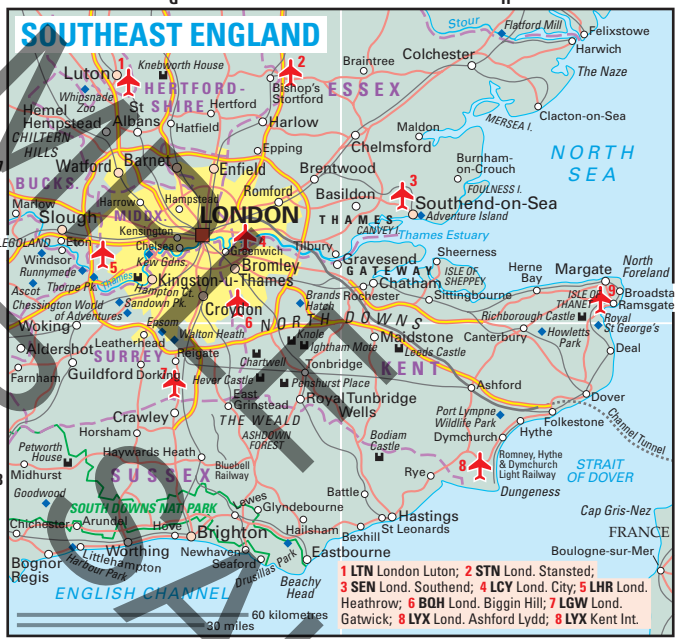 SOUTHEAST ENGLAND
Stour
Flatford Mill
Felixstowe
Harwich
The Naze
Colchester
Braintree
Luton
1
Knebworth House
2
Bishop's
Stortford
ESSEX
HERTFORD-
SHIRE
Whipsnade
Zoo
St
Albans
Hertford
Hatfield
Harlow
Hemel
Hempstead
CHILTERN
HILLS
MERSEA I.
Clacton-on-Sea
Maldon
Chelmsford
Epping
Watford
Barnet
Enfield
Brentwood
Burnham-
on-Crouch
NORTH
SEA
BUCKS.
Marlow
Harrow
Hampstead
Romford
Basildon
3
FOULNESS I.
Southend-on-Sea
Adventure Island
Slough
MIDDX.
LONDON
THAMES
CANVEY I.
Thames Estuary
LEGOLAND
Eton
Windsor
Kensington
Chelsea
4
Greenwich
Tilbury
Gravesend
GATEWAY
Sheerness
ISLE OF
SHEPPEY
Herne
Bay
Margate
North
Foreland
Runnymede
5
Kew Gdns.
Thames
Bromley
Chatham
Rochester
Sittingbourne
ISLE OF
THANE
9
Broadsta
Ramsgate
Ascot
Thorpe Pk.
Hampton Ct.
Kingston-u-Thames
Sandown Pk.
Chessington World
of Adventures
Croydon
6
Brands
Hatch
Richborough Castle
Royal
St George's
Woking
Epsom
Walton Heath
NORTH DOWNS
Knole
Ightham Mote
Maidstone
Leeds Castle
Canterbury
Howletts
Park
Deal
Aldershot
Leatherhead
SURREY
Reigate
Chartwell
Tonbridge
KENT
Farnham
Guildford
Dorking
7
Hever Castle
Penshurst Place
Ashford
Dover
Crawley
East
Grinstead
Royal Tunbridge
Wells
Port Lympne
Wildlife Park
Folkestone
Channel Tunnel
Horsham
THE WEALD
ASHDOWN
FOREST
Dymchurch
Hythe
Petworth
House
Haywards Heath
Bodiam
Castle
8
Romney, Hythe
& Dymchurch
Light Railway
STRAIT
OF DOVER
Midhurst
SUSSEX
Bluebell
Railway
Rye
Dungeness
Goodwood
SOUTH DOWNS NAT. PARK
Lewes
Battle
Cap Gris-Nez
Chichester
Arundel
Hove
Brighton
Glyndebourne
Hailsham
Hastings
St Leonards
FRANCE
Worthing
Newhaven
Bexhill
Boulogne-sur-Mer
Bognor
Regis
Littlehampton
Harbour Park
Seaford
Drusillas Park
Eastbourne
Beachy
Head
ENGLISH CHANNEL
60 kilometres
30 miles
1 LTN London Luton; 2 STN Lond. Stansted;
3 SEN London Southend; 4 LCY Lond. City; 5 LHR Lond.
Heathrow; 6 BQH Lond. Biggin Hill; 7 LGW Lond.
Gatwick; 8 LYX Lond. Ashford Lydd; 8 LYX Kent Int.